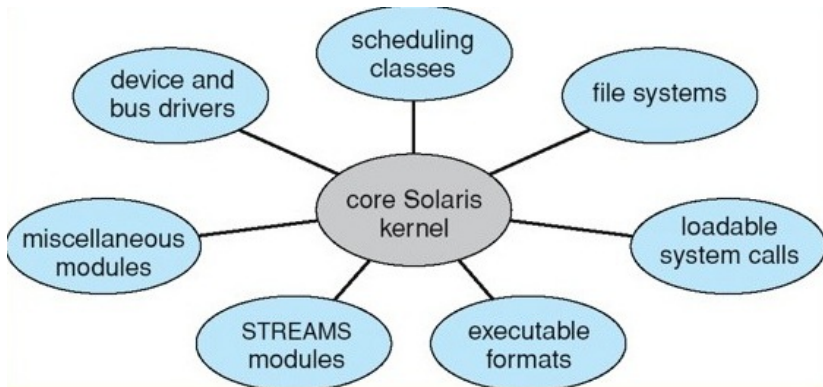 scheduling
classes
device and
bus drivers
file systems
core Solaris
kernel
miscellaneous
modules
loadable
system calls
STREAMS
modules
executable
formats